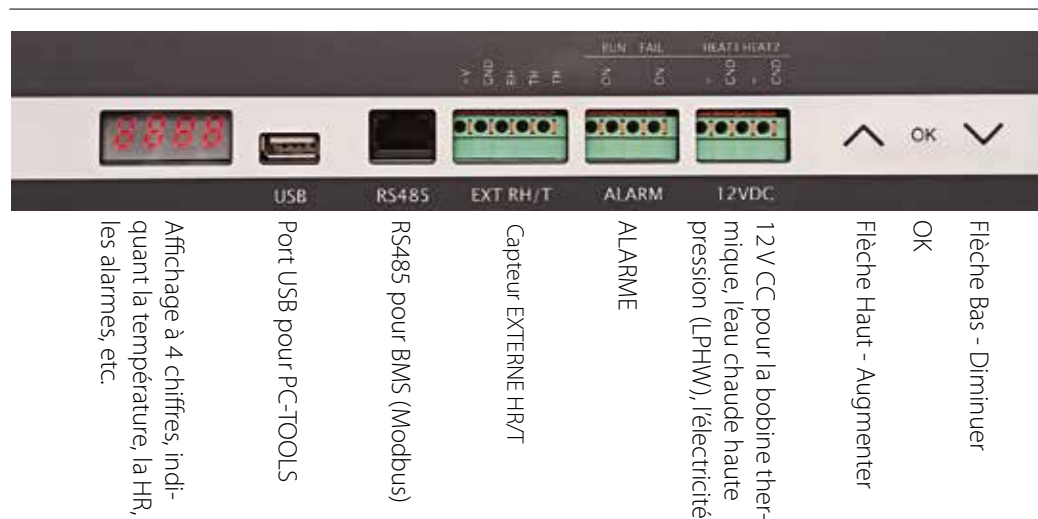 RUN FAIL HEAT1 HEAT2
+V GND RH TH TH NO NO + GND + GND
8888
OK
USB RS485 EXT RH/T ALARM 12VDC
Affichage à 4 chiffres, indi-
quant la température, la HR,
les alarmes, etc.
Port USB pour PC-TOOLS
RS485 pour BMS (Modbus)
Capteur EXTERNE HR/T
ALARME
12 V CC pour la bobine ther-
mique, l'eau chaude haute
pression (LPHW), l'électricité
Flèche Haut - Augmenter
OK
Flèche Bas - Diminuer